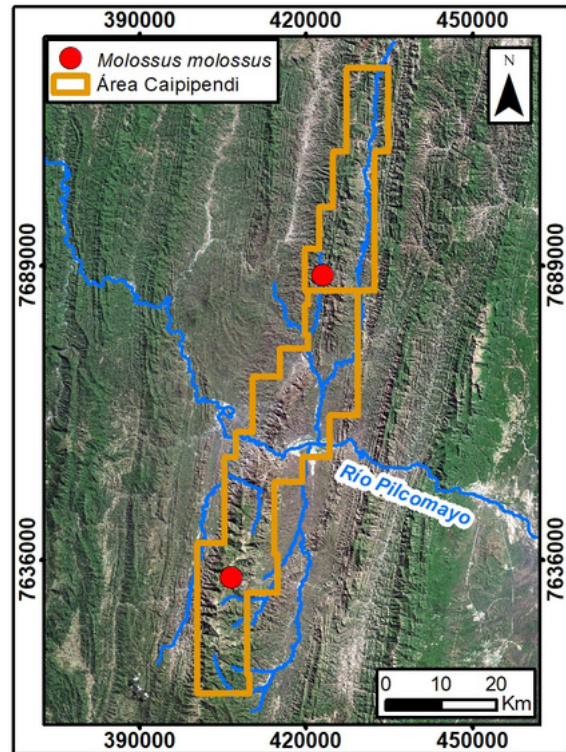 390000 420000 450000
Molossus molossus
Área Caipipendi
N
7689000 7689000
Río Pilcomayo
7636000 7636000
0 10 20
Km
390000 420000 450000